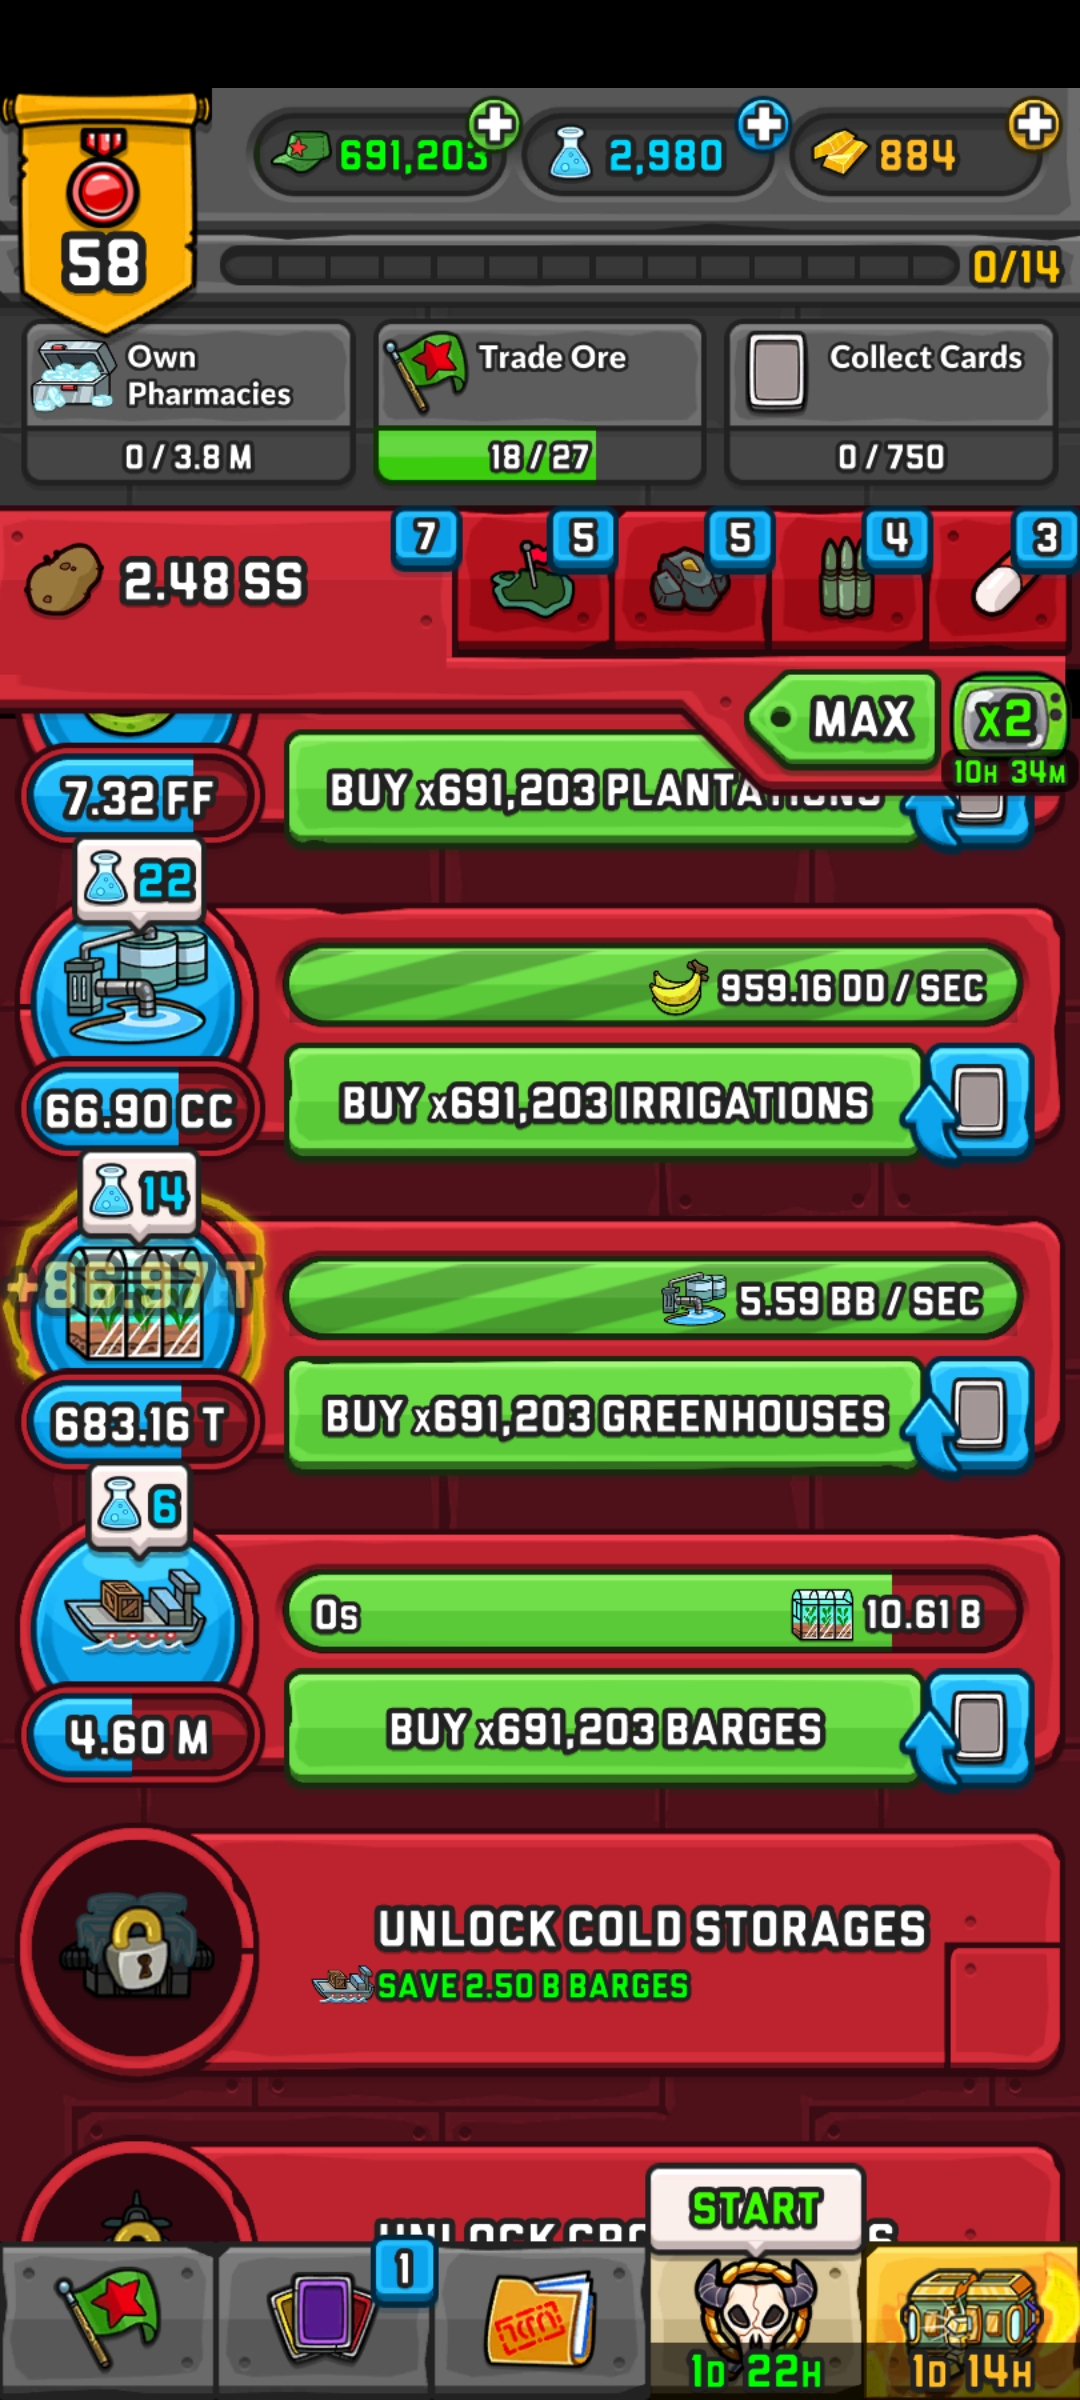 58
691,203
2,980
884
0/14
Own
Pharmacies
0 / 3.8 M
Trade Ore
18 / 27
Collect Cards
0 / 750
2.48 SS
7
5
5
4
3
MAX
x2
10H 34M
7.32 FF
BUY x691,203 PLANTATIONS
22
959.16 DD / SEC
66.90 CC
BUY x691,203 IRRIGATIONS
14
+86.97 T
5.59 BB / SEC
683.16 T
BUY x691,203 GREENHOUSES
6
0s
10.61 B
4.60 M
BUY x691,203 BARGES
UNLOCK COLD STORAGES
SAVE 2.50 B BARGES
UNLOCK
START
1
1D 22H
1D 14H